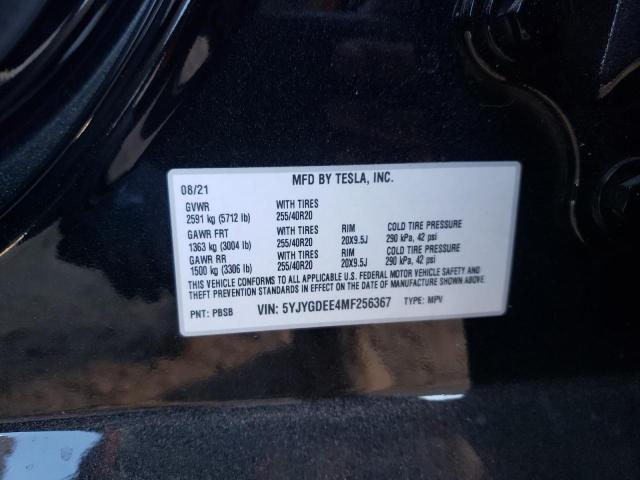 MFD BY TESLA, INC.
08/21
GVWR WITH TIRES
2591 kg (5712 lb) 255/40R20
GAWR FRT WITH TIRES RIM COLD TIRE PRESSURE
1363 kg (3004 lb) 255/40R20 20X9.5J 290 kPa, 42 psi
GAWR RR WITH TIRES RIM COLD TIRE PRESSURE
1500 kg (3306 lb) 255/40R20 20X9.5J 290 kPa, 42 psi
THIS VEHICLE CONFORMS TO ALL APPLICABLE U.S. FEDERAL MOTOR VEHICLE SAFETY AND
THEFT PREVENTION STANDARDS IN EFFECT ON THE DATE OF MANUFACTURE SHOWN ABOVE.
PNT: PBSB VIN: 5YJYGDEE4MF256367 TYPE: MPV